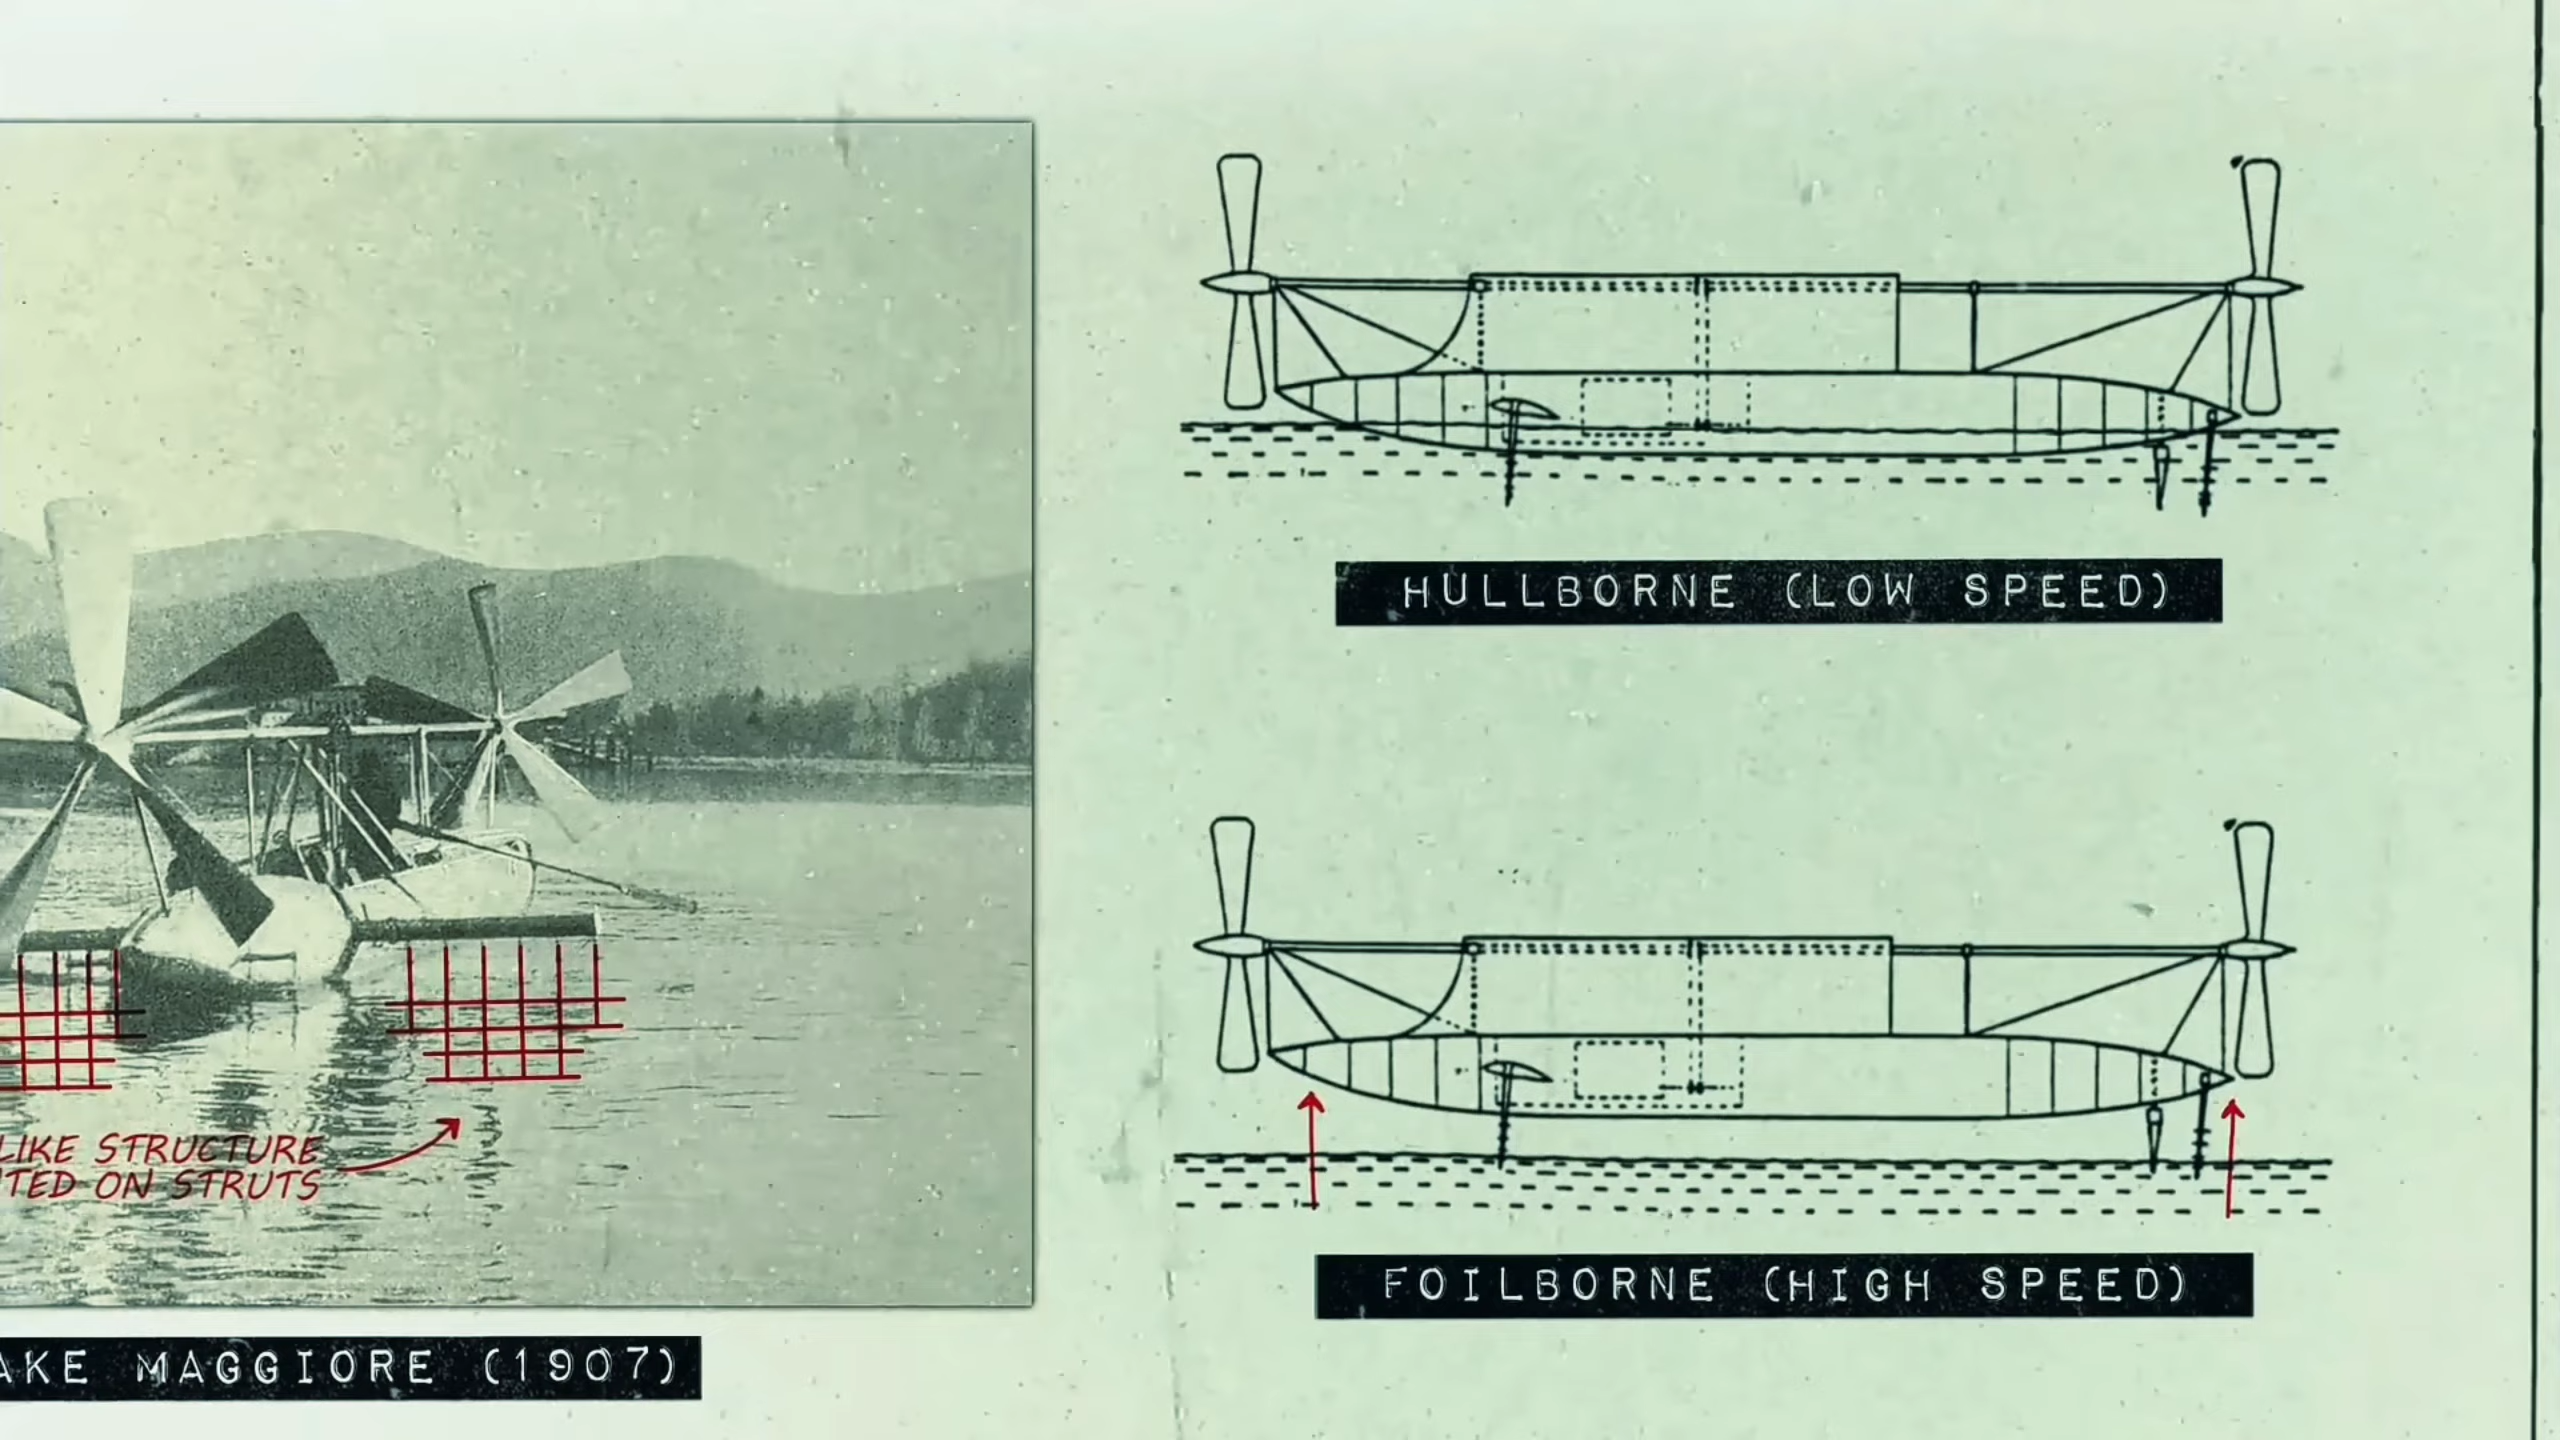 LIKE STRUCTURE
TED ON STRUTS
AKE MAGGIORE (1907)
HULLBORNE (LOW SPEED)
FOILBORNE (HIGH SPEED)